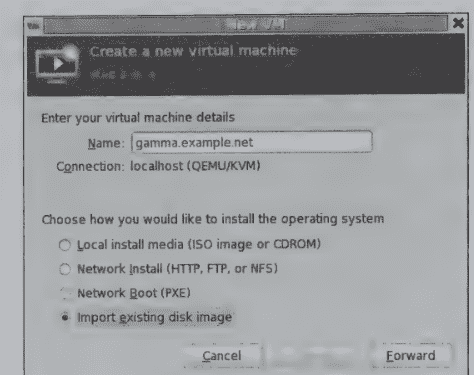 New VM
Create a new virtual machine
Enter your virtual machine details
Name: gamma.example.net
Connection: localhost (QEMU/KVM)
Choose how you would like to install the operating system
Local install media (ISO image or CDROM)
Network Install (HTTP, FTP, or NFS)
Network Boot (PXE)
Import existing disk image
Cancel
Forward